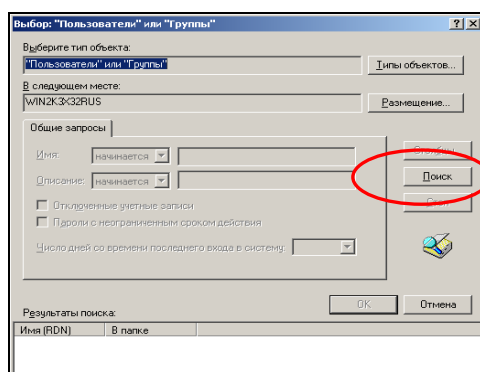 Выбор: "Пользователи" или "Группы"
Выберите тип объекта:
"Пользователи" или "Группы"
Типы объектов...
В следующем месте:
WIN2K3X32RUS
Размещение...
Общие запросы
Имя: начинается
Столбцы
Описание: начинается
Поиск
Отключенные учетные записи
Стоп
Пароли с неограниченным сроком действия
Число дней со времени последнего входа в систему:
OK
Отмена
Результаты поиска:
Имя (RDN) В папке